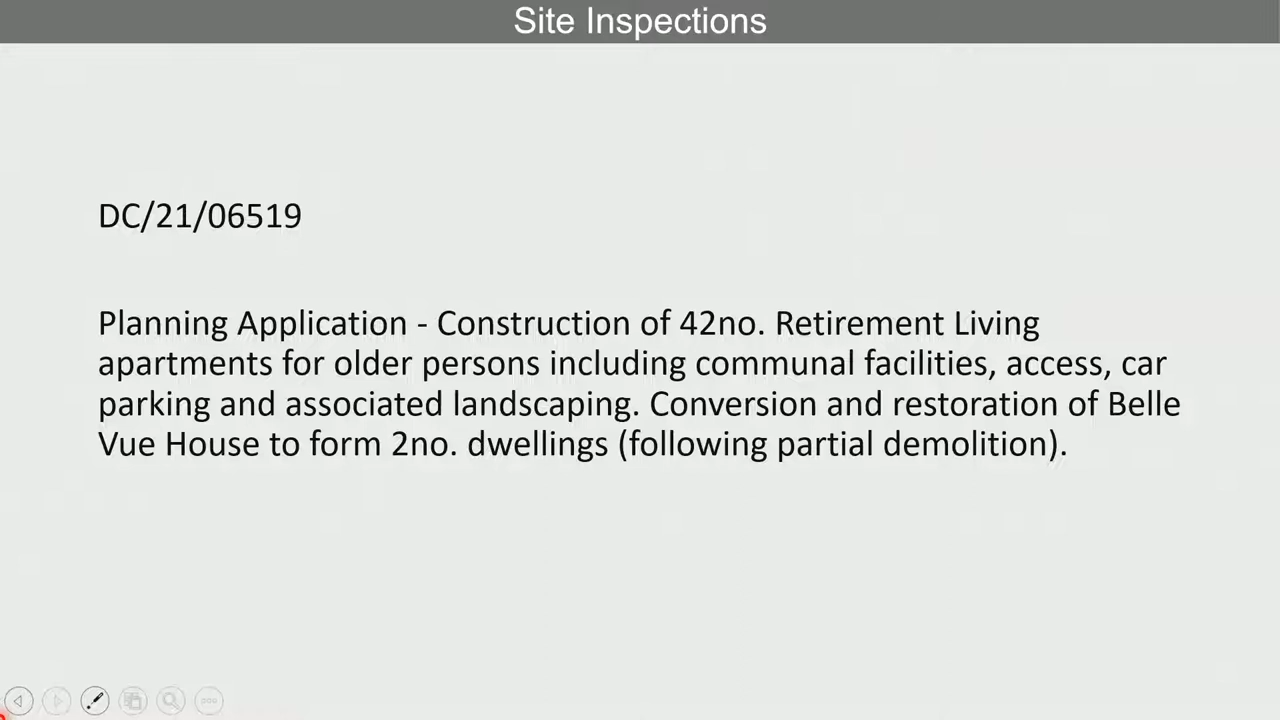 Site Inspections
DC/21/06519
Planning Application - Construction of 42no. Retirement Living
apartments for older persons including communal facilities, access, car
parking and associated landscaping. Conversion and restoration of Belle
Vue House to form 2no. dwellings (following partial demolition).